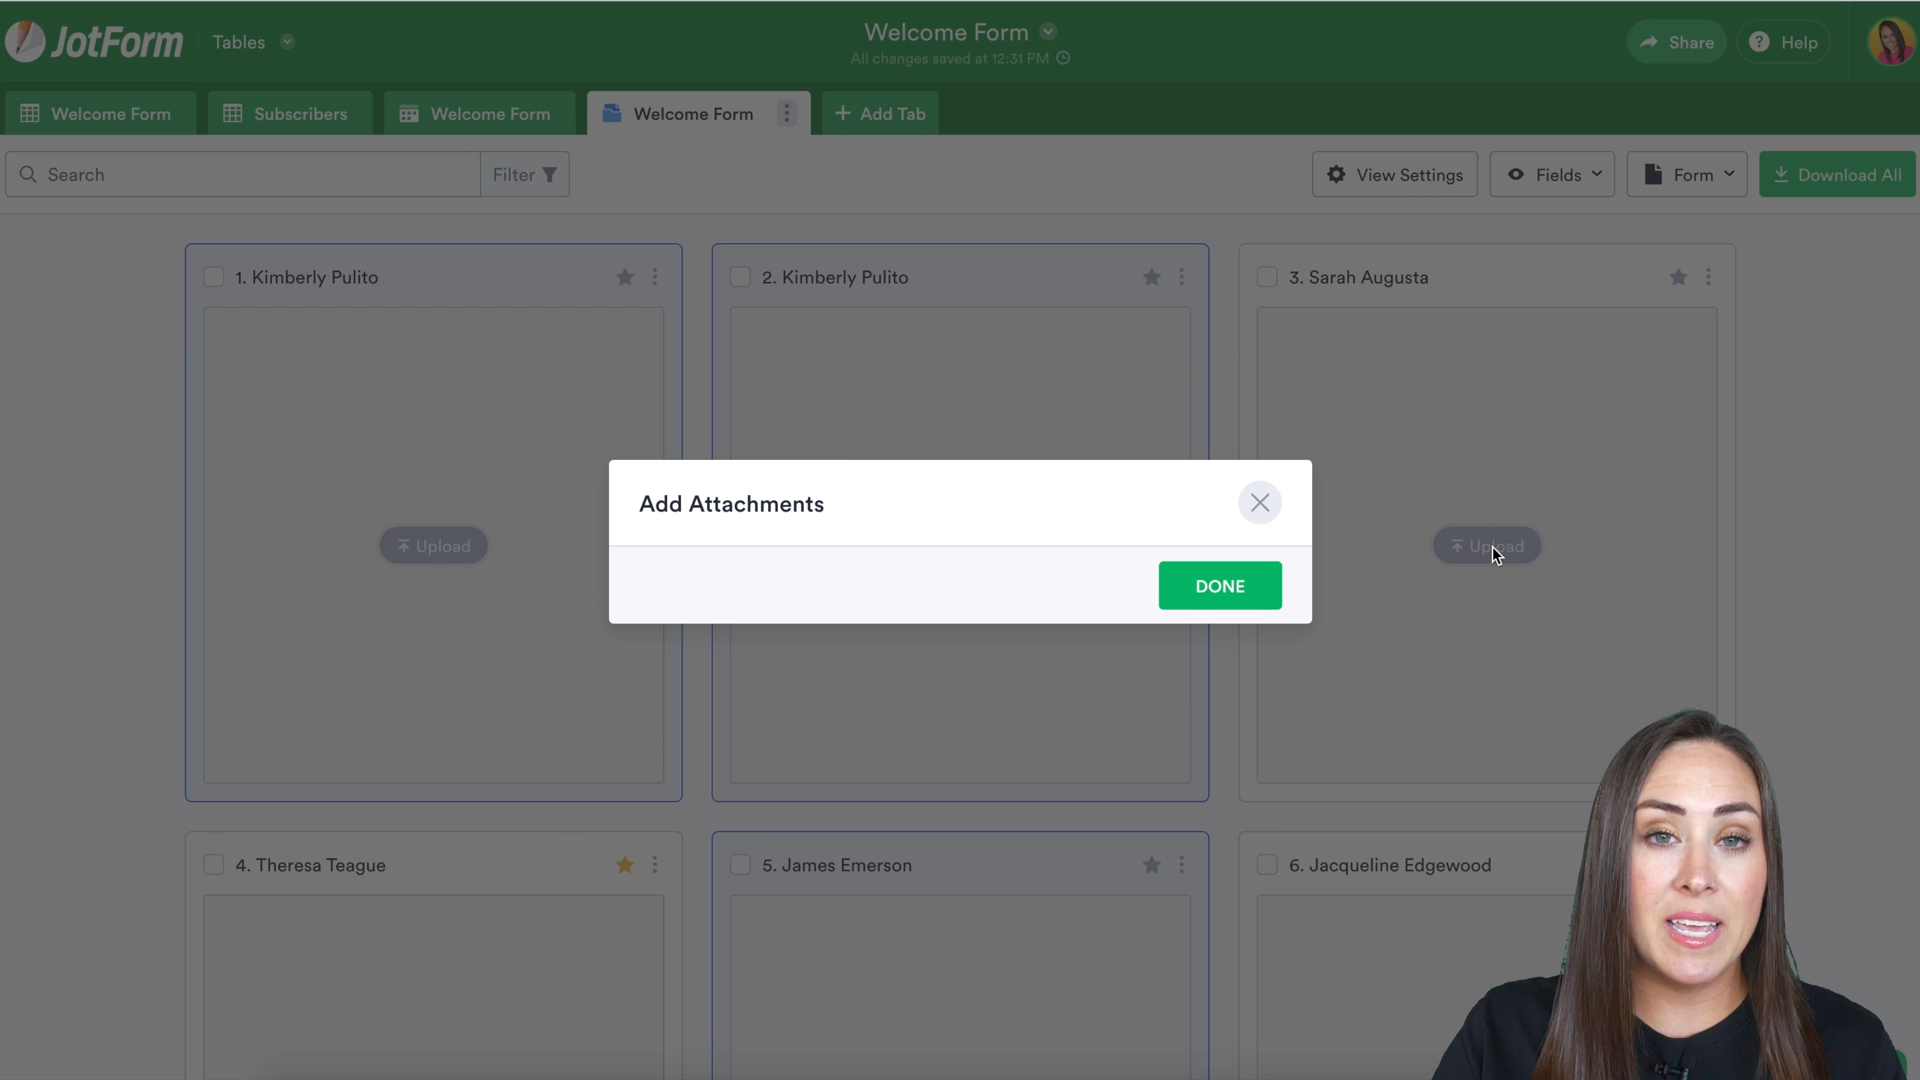 JotForm
Tables
Welcome Form
All changes saved at 12:31 PM
Share
Help
Welcome Form
Subscribers
Welcome Form
Welcome Form
+ Add Tab
Search
Filter
View Settings
Fields
Form
Download All
1. Kimberly Pulito
2. Kimberly Pulito
3. Sarah Augusta
Add Attachments
Upload
Upload
DONE
4. Theresa Teague
5. James Emerson
6. Jacqueline Edgewood